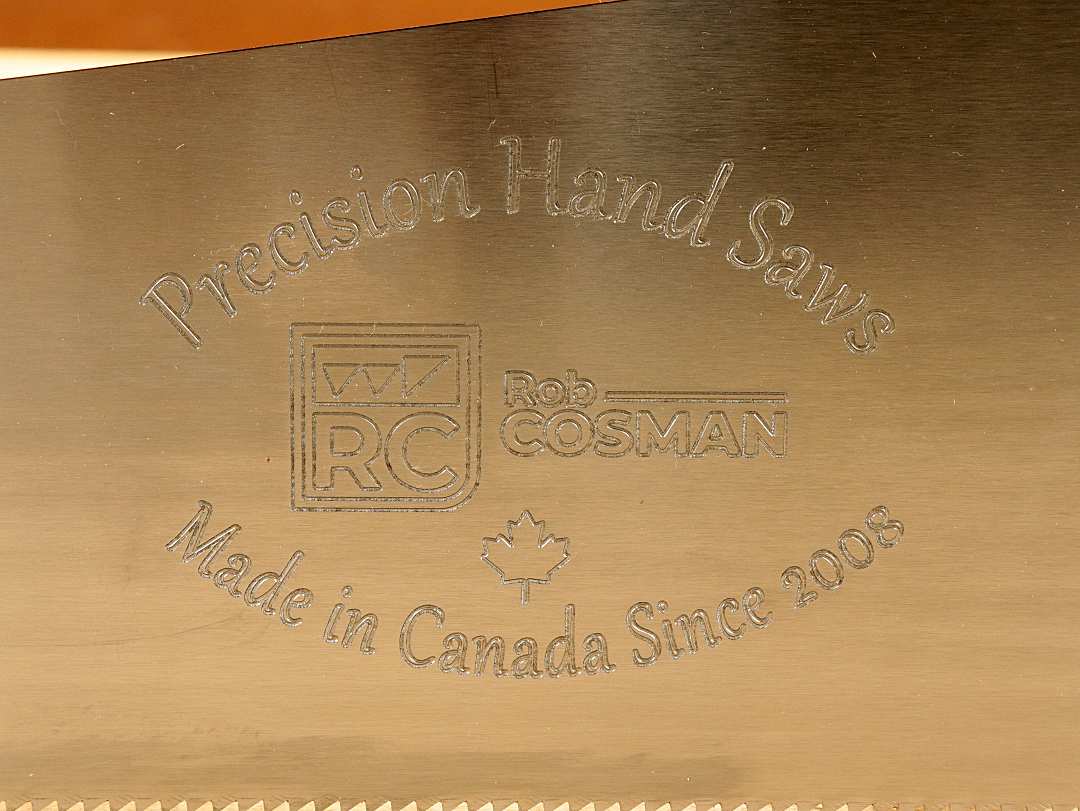 Precision Hand Saws
RC
Rob
COSMAN
Made in Canada Since 2008